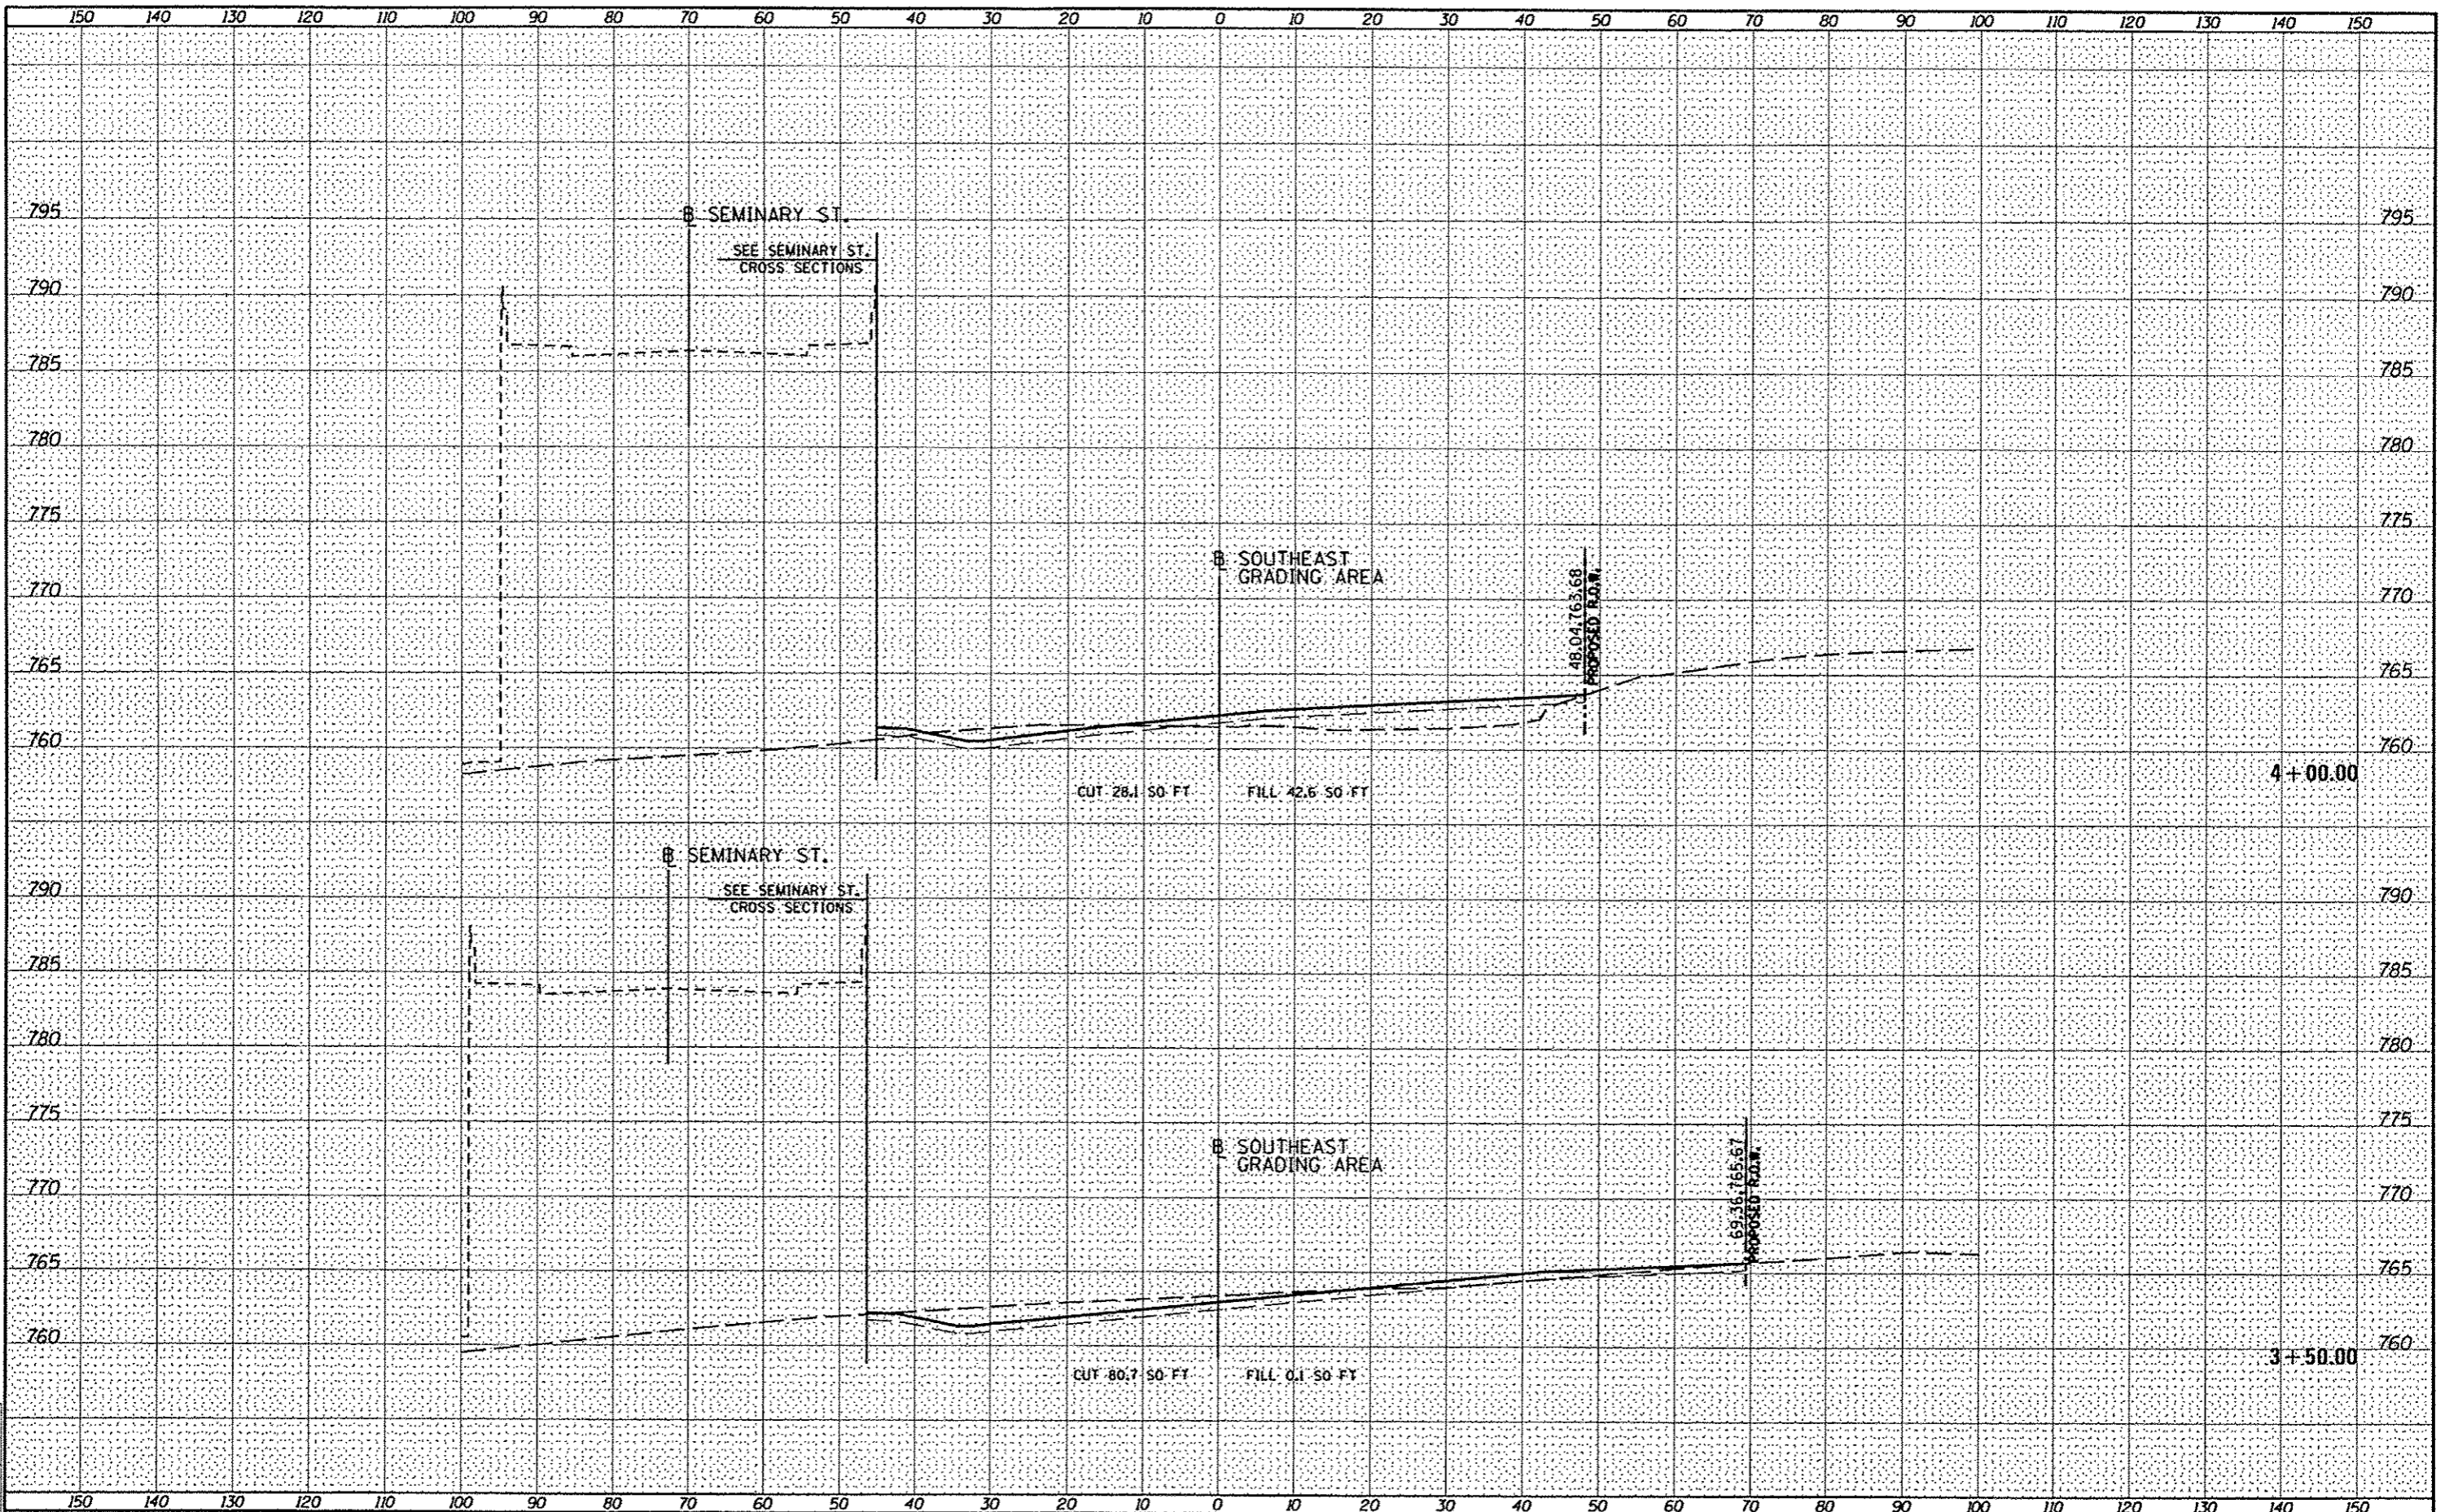 150 140 130 120 110 100 90 80 70 60 50 40 30 20 10 0 10 20 30 40 50 60 70 80 90 100 110 120 130 140 150
795 795
℄ SEMINARY ST.
SEE SEMINARY ST.
CROSS SECTIONS
790 790
785 785
780 780
775 775
℄ SOUTHEAST
GRADING AREA
770 770
48.04,763.68
PROPOSED R.O.W.
765 765
760 760
4+00.00
CUT 28.1 SQ FT FILL 42.6 SQ FT
℄ SEMINARY ST.
SEE SEMINARY ST.
CROSS SECTIONS
790 790
785 785
780 780
775 775
℄ SOUTHEAST
GRADING AREA
770 770
69.36,765.67
PROPOSED R.O.W.
765 765
760 760
3+50.00
CUT 80.7 SQ FT FILL 0.1 SQ FT
150 140 130 120 110 100 90 80 70 60 50 40 30 20 10 0 10 20 30 40 50 60 70 80 90 100 110 120 130 140 150